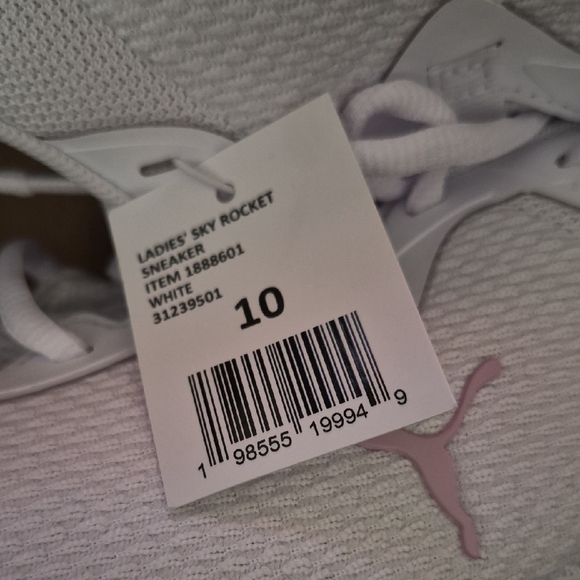 LADIES' SKY ROCKET
SNEAKER
ITEM 1888601
WHITE
31239501
10
1 98555 19994 9